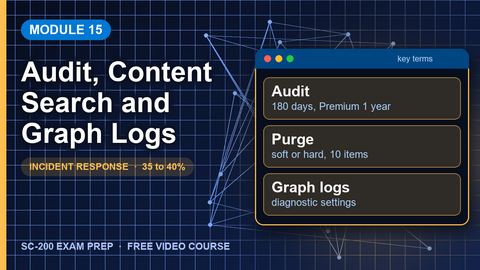 MODULE 15
Audit, Content
Search and
Graph Logs
INCIDENT RESPONSE · 35 to 40%
SC-200 EXAM PREP · FREE VIDEO COURSE
key terms
Audit
180 days, Premium 1 year
Purge
soft or hard, 10 items
Graph logs
diagnostic settings